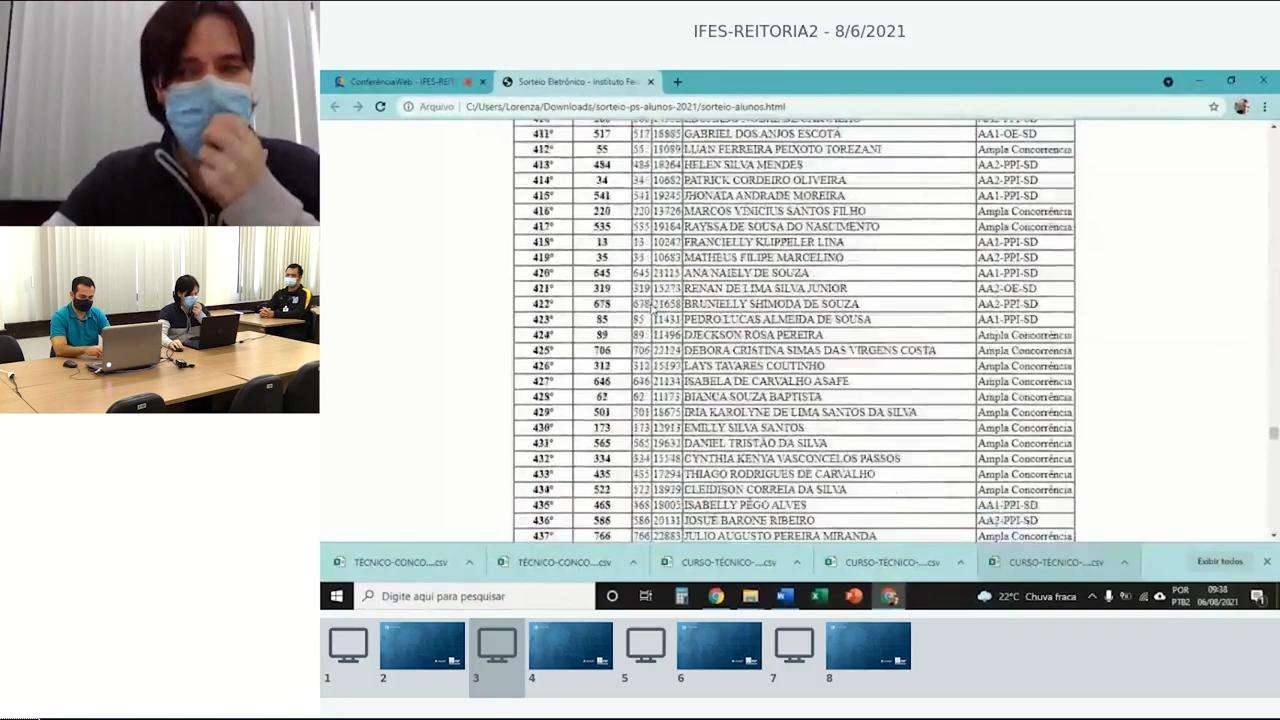 IFES-REITORIA2 - 8/6/2021
ConferênciaWeb - IFES-REIT
Sorteio Eletrônico - Instituto Fed
Arquivo | C:/Users/Lorenza/Downloads/sorteio-ps-alunos-2021/sorteio-alunos.html
411º 517 517 18885 GABRIEL DOS ANJOS ESCOTÁ AA1-OE-SD
412º 55 55 LUAN FERREIRA PEIXOTO TOREZANI Ampla Concorrência
413º 484 484 18264 HELEN SILVA MENDES AA2-PPI-SD
414º 34 34 10682 PATRICK CORDEIRO OLIVEIRA AA2-PPI-SD
415º 541 541 19245 JHONATA ANDRADE MOREIRA AA1-PPI-SD
416º 220 220 13726 MARCOS VINICIUS SANTOS FILHO Ampla Concorrência
417º 535 535 19164 RAYSSA DE SOUSA DO NASCIMENTO Ampla Concorrência
418º 13 13 10247 FRANCIELLY KLIPPELER LINA AA1-PPI-SD
419º 35 35 10683 MATHEUS FILIPE MARCELINO AA2-PPI-SD
420º 645 645 21115 ANA NAIELY DE SOUZA AA1-PPI-SD
421º 319 319 15273 RENAN DE LIMA SILVA JUNIOR AA2-OE-SD
422º 678 678 21658 BRUNIELLY SHIMODA DE SOUZA AA2-PPI-SD
423º 85 85 11431 PEDRO LUCAS ALMEIDA DE SOUSA AA1-PPI-SD
424º 89 89 11496 DJECKSON ROSA PEREIRA Ampla Concorrência
425º 706 706 22124 DEBORA CRISTINA SIMAS DAS VIRGENS COSTA Ampla Concorrência
426º 312 312 15193 LAYS TAVARES COUTINHO Ampla Concorrência
427º 646 646 21134 ISABELA DE CARVALHO ASAFE Ampla Concorrência
428º 62 62 11173 BIANCA SOUZA BAPTISTA Ampla Concorrência
429º 501 501 18675 IRIA KAROLYNE DE LIMA SANTOS DA SILVA Ampla Concorrência
430º 173 173 12913 EMILLY SILVA SANTOS Ampla Concorrência
431º 565 565 19632 DANIEL TRISTÃO DA SILVA Ampla Concorrência
432º 334 334 15548 CYNTHIA KENYA VASCONCELOS PASSOS Ampla Concorrência
433º 435 435 17294 THIAGO RODRIGUES DE CARVALHO Ampla Concorrência
434º 522 522 18929 CLEIDISON CORREIA DA SILVA Ampla Concorrência
435º 18005 ISABELLY PÊGO ALVES AA1-PPI-SD
436º 586 586 20131 JOSUÉ BARONE RIBEIRO AA2-PPI-SD
437º 766 766 22883 JULIO AUGUSTO PEREIRA MIRANDA Ampla Concorrência
TÉCNICO-CONCO....csv TÉCNICO-CONCO....csv CURSO-TÉCNICO-....csv CURSO-TÉCNICO-....csv CURSO-TÉCNICO-....csv Exibir todos
Digite aqui para pesquisar 22°C Chuva fraca POR PTB2 09:38 06/08/2021
1 2 3 4 5 6 7 8